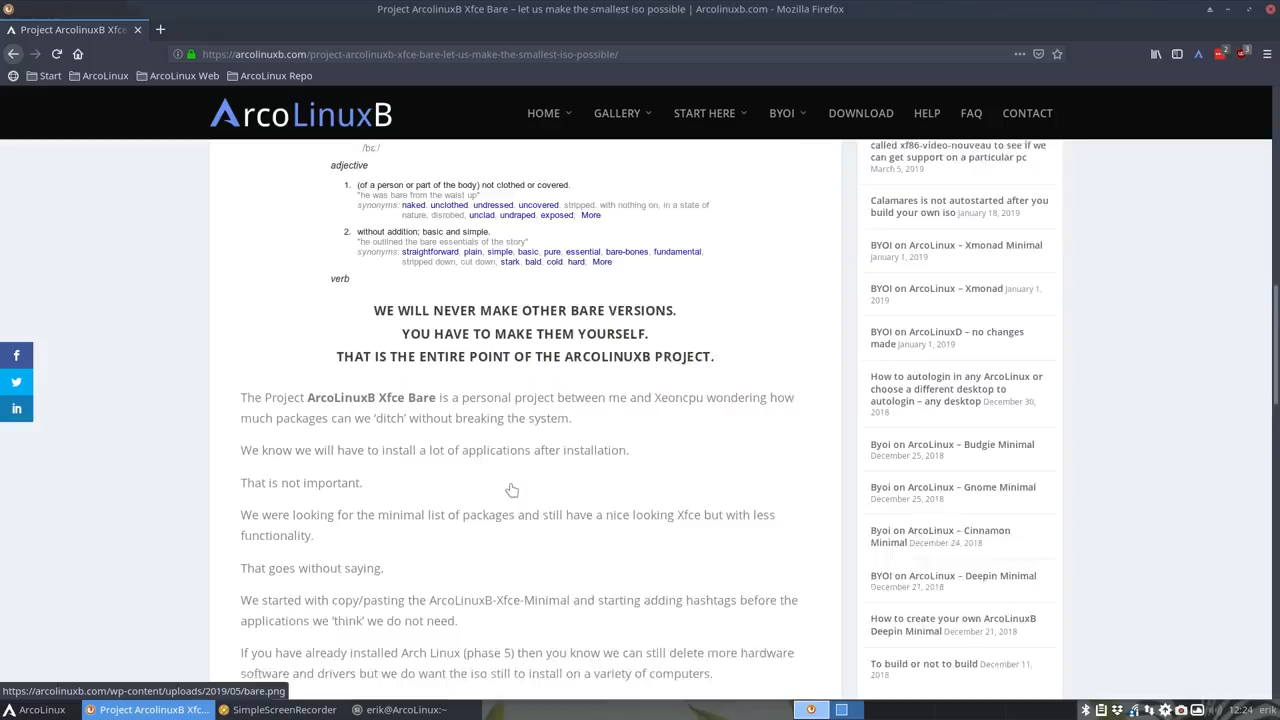 Project ArcolinuxB Xfce Bare – let us make the smallest iso possible | Arcolinuxb.com - Mozilla Firefox
Project ArcolinuxB Xfce
https://arcolinuxb.com/project-arcolinuxb-xfce-bare-let-us-make-the-smallest-iso-possible/
2
3
Start
ArcoLinux
ArcoLinux Web
ArcoLinux Repo
ArcoLinuxB
HOME
GALLERY
START HERE
BYOI
DOWNLOAD
HELP
FAQ
CONTACT
/bɛː/
adjective
1. (of a person or part of the body) not clothed or covered.
"he was bare from the waist up"
synonyms: naked, unclothed, undressed, uncovered, stripped, with nothing on, in a state of
nature, disrobed, unclad, undraped, exposed; More
2. without addition; basic and simple.
"he outlined the bare essentials of the story"
synonyms: straightforward, plain, simple, basic, pure, essential, bare-bones, fundamental,
stripped down, cut down, stark, bald, cold, hard; More
verb
WE WILL NEVER MAKE OTHER BARE VERSIONS.
YOU HAVE TO MAKE THEM YOURSELF.
THAT IS THE ENTIRE POINT OF THE ARCOLINUXB PROJECT.
The Project ArcoLinuxB Xfce Bare is a personal project between me and Xeoncpu wondering how
much packages can we ‘ditch’ without breaking the system.
We know we will have to install a lot of applications after installation.
That is not important.
We were looking for the minimal list of packages and still have a nice looking Xfce but with less
functionality.
That goes without saying.
We started with copy/pasting the ArcoLinuxB-Xfce-Minimal and starting adding hashtags before the
applications we ‘think’ we do not need.
If you have already installed Arch Linux (phase 5) then you know we can still delete more hardware
software and drivers but we do want the iso still to install on a variety of computers.
called xf86-video-nouveau to see if we
can get support on a particular pc
March 5, 2019
Calamares is not autostarted after you
build your own iso January 18, 2019
BYOI on ArcoLinux – Xmonad Minimal
January 1, 2019
BYOI on ArcoLinux – Xmonad January 1,
2019
BYOI on ArcoLinuxD – no changes
made January 1, 2019
How to autologin in any ArcoLinux or
choose a different desktop to
autologin – any desktop December 30,
2018
Byoi on ArcoLinux – Budgie Minimal
December 25, 2018
Byoi on ArcoLinux – Gnome Minimal
December 25, 2018
Byoi on ArcoLinux – Cinnamon
Minimal December 24, 2018
BYOI on ArcoLinux – Deepin Minimal
December 21, 2018
How to create your own ArcoLinuxB
Deepin Minimal December 21, 2018
To build or not to build December 11,
2018
https://arcolinuxb.com/wp-content/uploads/2019/05/bare.png
ArcoLinux
Project ArcolinuxB Xfc...
SimpleScreenRecorder
erik@ArcoLinux:~
12:24 erik